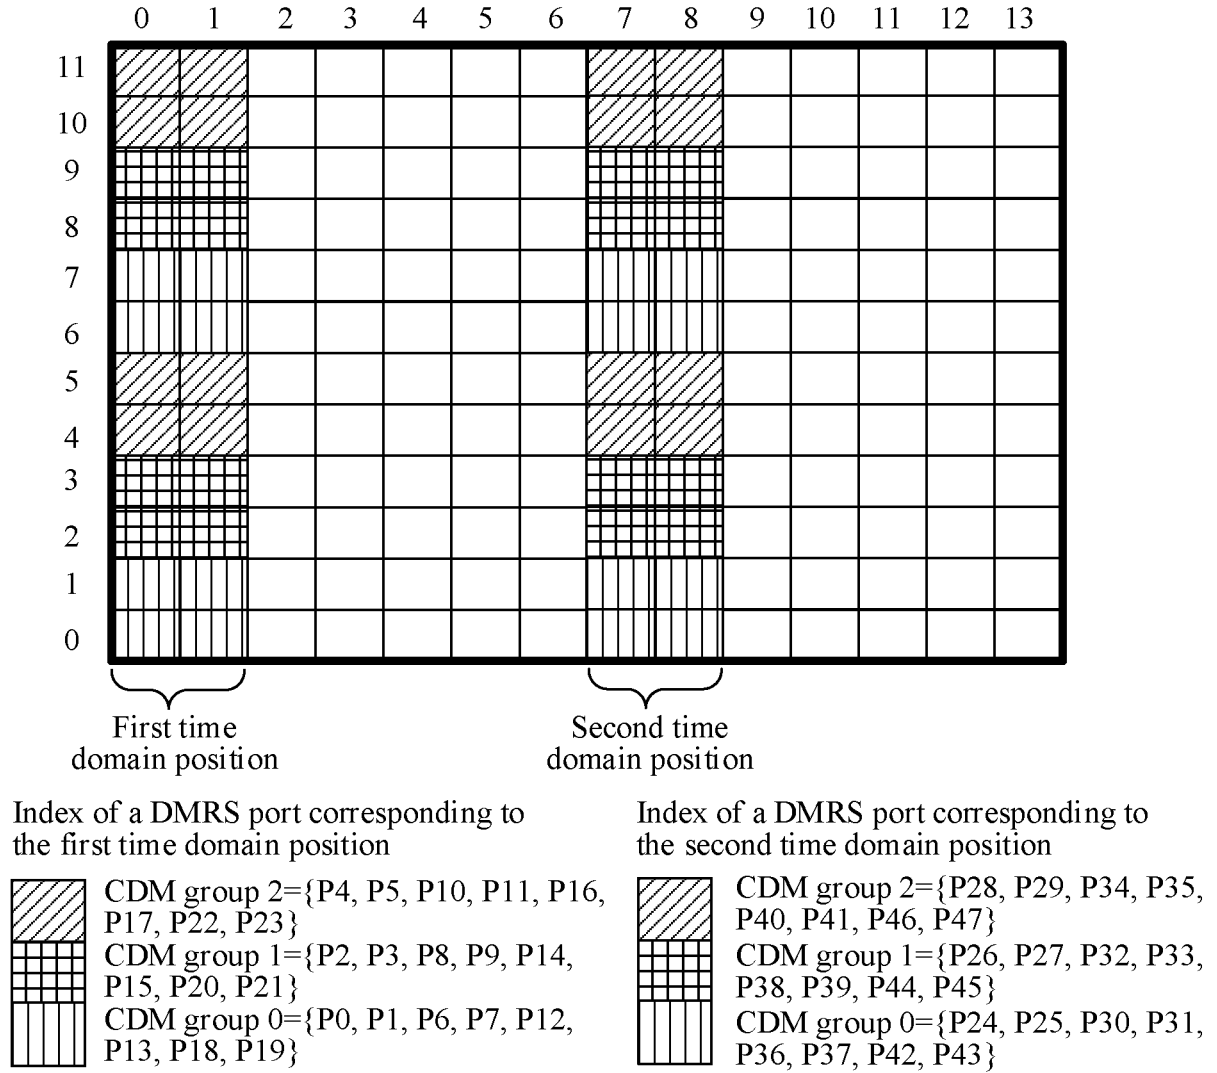 0 1 2 3 4 5 6 7 8 9 10 11 12 13
11
10
9
8
7
6
5
4
3
2
1
0
First time
domain position
Second time
domain position
Index of a DMRS port corresponding to
the first time domain position
CDM group 2={P4, P5, P10, P11, P16,
P17, P22, P23}
CDM group 1={P2, P3, P8, P9, P14,
P15, P20, P21}
CDM group 0={P0, P1, P6, P7, P12,
P13, P18, P19}
Index of a DMRS port corresponding to
the second time domain position
CDM group 2={P28, P29, P34, P35,
P40, P41, P46, P47}
CDM group 1={P26, P27, P32, P33,
P38, P39, P44, P45}
CDM group 0={P24, P25, P30, P31,
P36, P37, P42, P43}